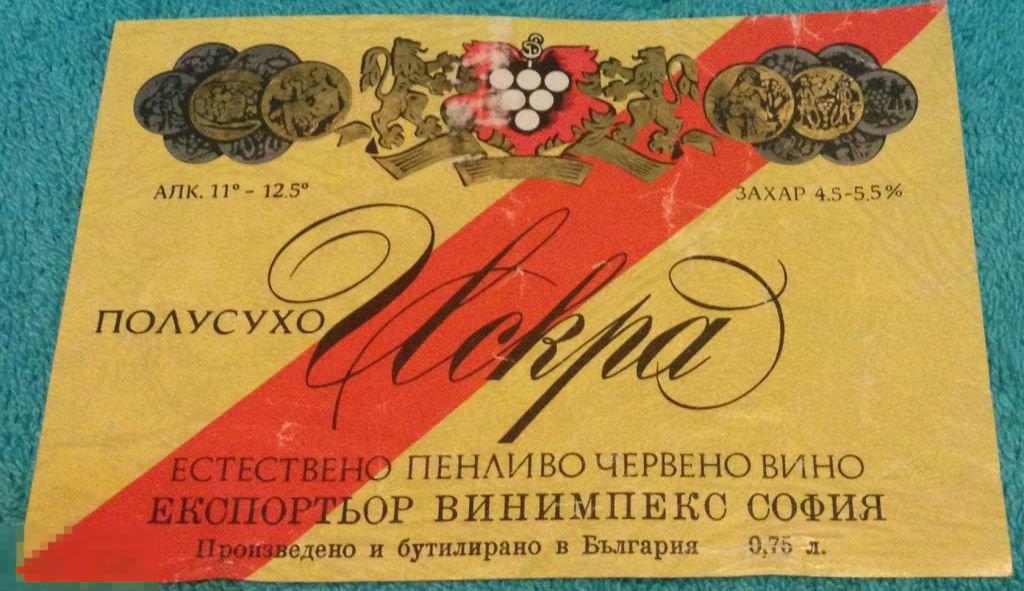 АЛК. 11° - 12.5°
ЗАХАР 4.5-5.5%
ПОЛУСУХО
Искра
ЕСТЕСТВЕНО ПЕНЛИВО ЧЕРВЕНО ВИНО
ЕКСПОРТЬОР ВИНИМПЕКС СОФИЯ
Произведено и бутилирано в България 0,75 л.